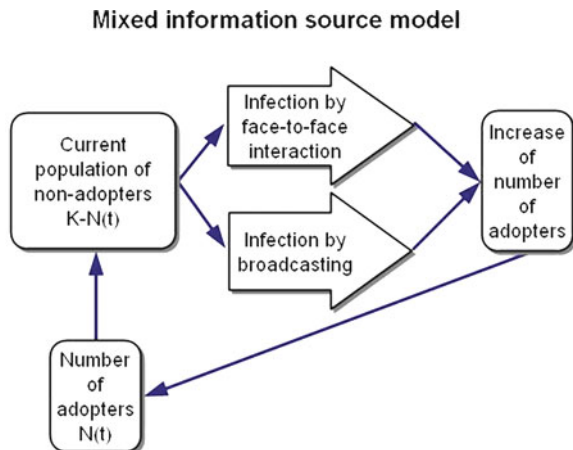 Mixed information source model
Current
population of
non-adopters
K-N(t)
Infection by
face-to-face
interaction
Infection by
broadcasting
Increase of
number
of
adopters
Number
of
adopters
N(t)